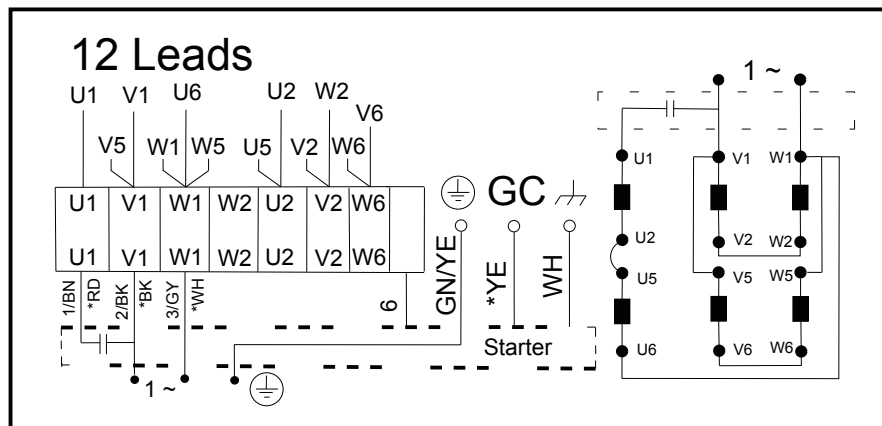 12 Leads
U1 V1 U6 U2 W2
V6
V5 W1 W5 U5 V2 W6
U1 V1 W1 W2 U2 V2 W6
U1 V1 W1 W2 U2 V2 W6
1/BN *RD 2/BK *BK 3/GY *WH 6 GN/YE *YE WH
GC
Starter
1 ~
1 ~
U1 V1 W1
U2 V2 W2
U5 V5 W5
U6 V6 W6